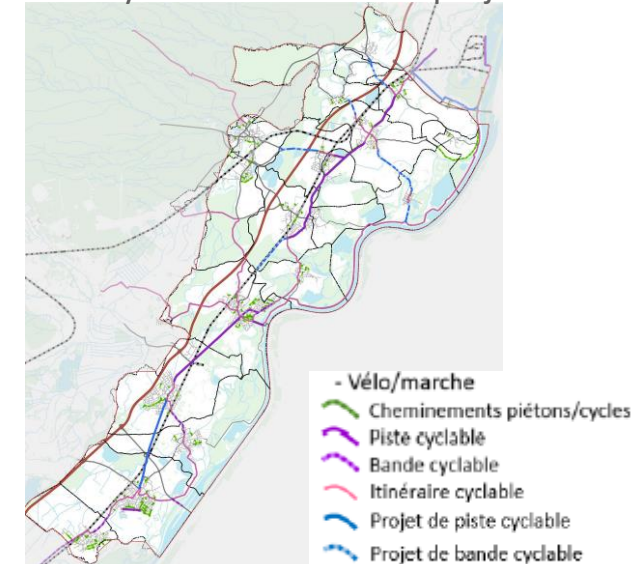 - Vélo/marche
Cheminements piétons/cycles
Piste cyclable
Bande cyclable
Itinéraire cyclable
Projet de piste cyclable
Projet de bande cyclable